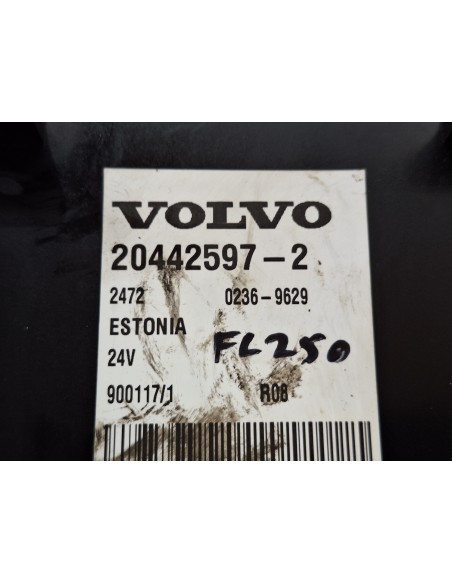 VOLVO
20442597-2
2472 0236-9629
ESTONIA
24V FL250
900117/1 R08